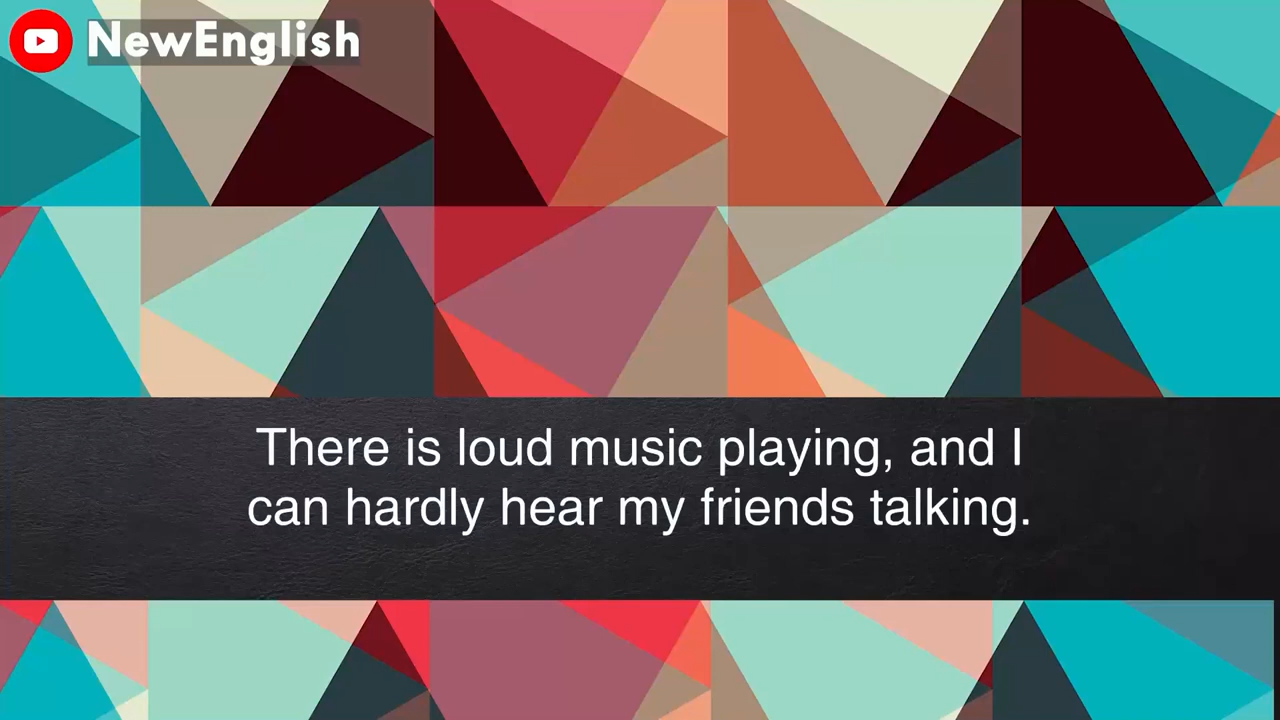 NewEnglish
There is loud music playing, and I
can hardly hear my friends talking.